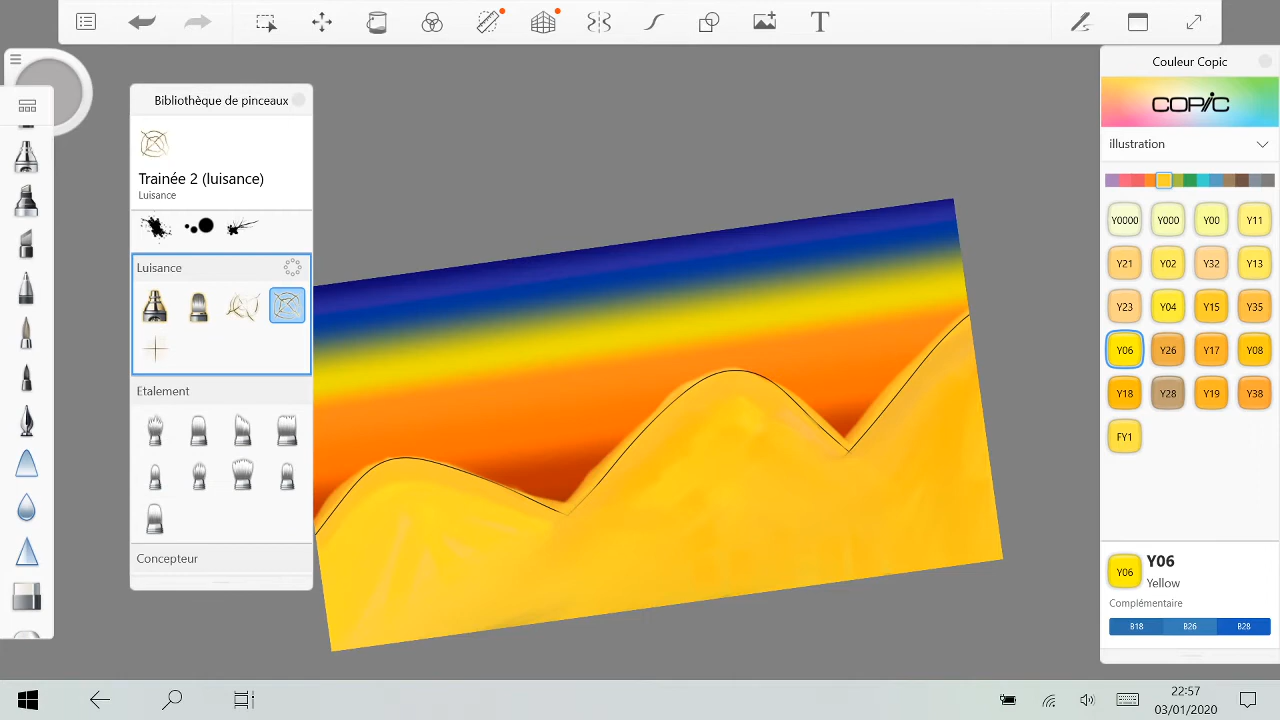 T
Bibliothèque de pinceaux
Trainée 2 (luisance)
Luisance
Luisance
Etalement
Concepteur
Couleur Copic
COPIC
illustration
Y0000 Y000 Y00 Y11
Y21 Y02 Y32 Y13
Y23 Y04 Y15 Y35
Y06 Y26 Y17 Y08
Y18 Y28 Y19 Y38
FY1
Y06 Y06
Yellow
Complémentaire
B18 B26 B28
22:57
03/01/2020